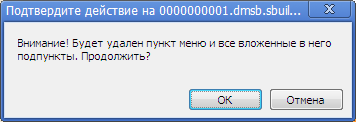 Подтвердите действие на 0000000001.dmsb.sbuil...
Внимание! Будет удален пункт меню и все вложенные в него
подпункты. Продолжить?
OK
Отмена